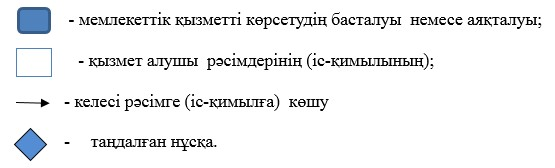 - мемлекеттік қызметті көрсетудің басталуы немесе аяқталуы;
- қызмет алушы рәсімдерінің (іс-қимылының);
- келесі рәсімге (іс-қимылға) көшу
- таңдалған нұсқа.